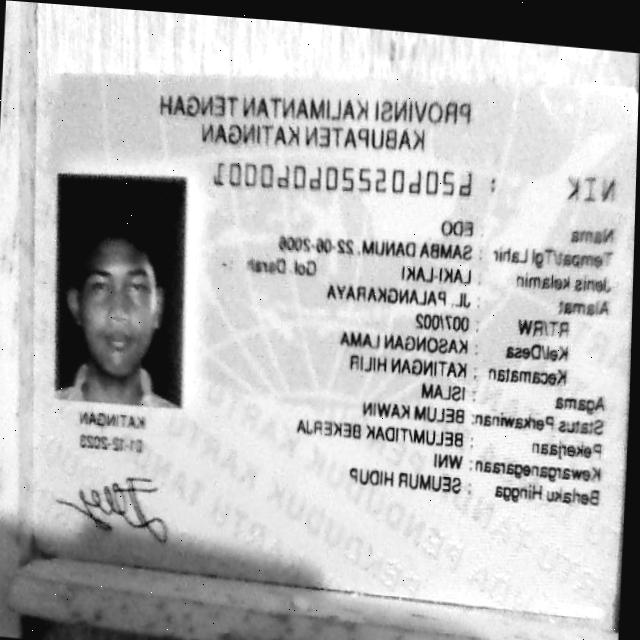 PROVINSI KALIMANTAN TENGAH
KABUPATEN KATINGAN
NIK : 6206052206060001
Nama : EDO
Tempat/Tgl Lahir : SAMBA DANUM, 22-06-2006
Jenis kelamin : LAKI-LAKI Gol. Darah : -
Alamat : JL. PALANGKARAYA
RT/RW : 007/002
Kel/Desa : KASONGAN LAMA
Kecamatan : KATINGAN HILIR
Agama : ISLAM
Status Perkawinan: BELUM KAWIN
Pekerjaan : BELUM/TIDAK BEKERJA
Kewarganegaraan: WNI
Berlaku Hingga : SEUMUR HIDUP
KATINGAN
01-12-2023